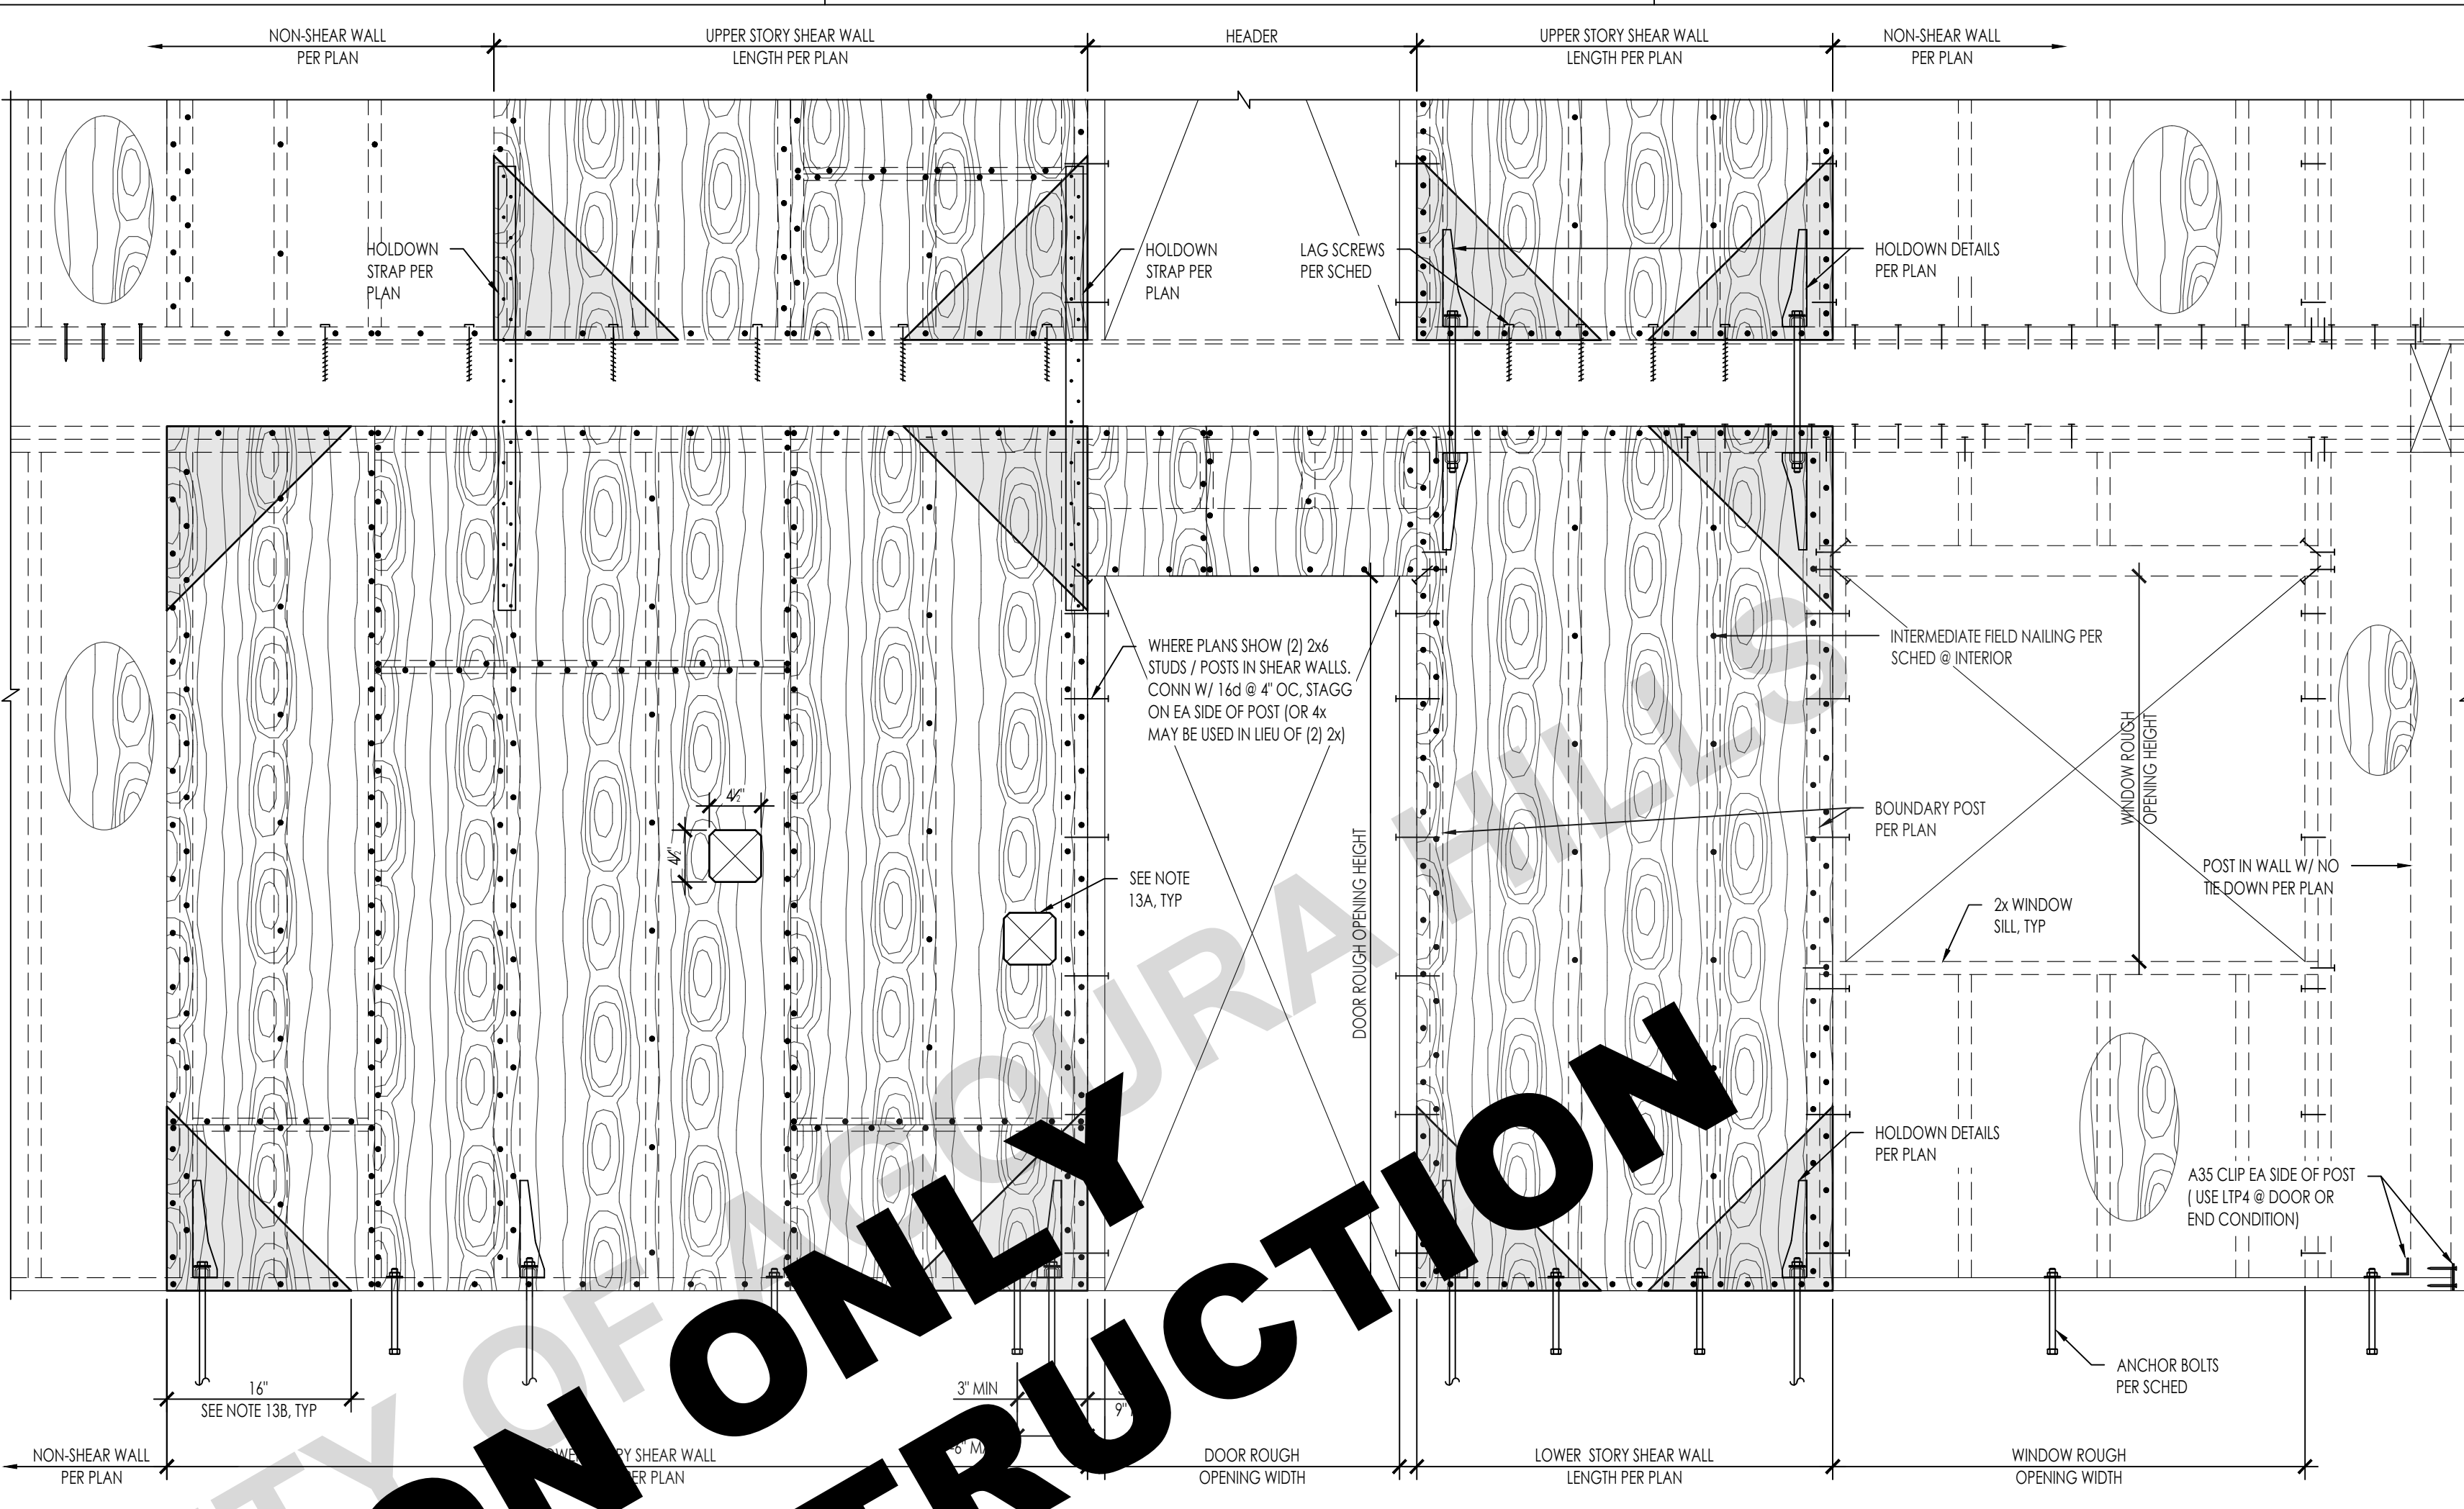 NON-SHEAR WALL
PER PLAN
UPPER STORY SHEAR WALL
LENGTH PER PLAN
HEADER
UPPER STORY SHEAR WALL
LENGTH PER PLAN
NON-SHEAR WALL
PER PLAN
HOLDOWN
STRAP PER
PLAN
HOLDOWN
STRAP PER
PLAN
LAG SCREWS
PER SCHED
HOLDOWN DETAILS
PER PLAN
WHERE PLANS SHOW (2) 2x6
STUDS / POSTS IN SHEAR WALLS.
CONN W/ 16d @ 4" OC, STAGG
ON EA SIDE OF POST (OR 4x
MAY BE USED IN LIEU OF (2) 2x)
INTERMEDIATE FIELD NAILING PER
SCHED @ INTERIOR
WINDOW ROUGH
OPENING HEIGHT
4½"
4½"
BOUNDARY POST
PER PLAN
DOOR ROUGH OPENING HEIGHT
POST IN WALL W/ NO
TIE DOWN PER PLAN
SEE NOTE
13A, TYP
2x WINDOW
SILL, TYP
HOLDOWN DETAILS
PER PLAN
A35 CLIP EA SIDE OF POST
( USE LTP4 @ DOOR OR
END CONDITION)
ANCHOR BOLTS
PER SCHED
16"
SEE NOTE 13B, TYP
3" MIN
9"
NON-SHEAR WALL
PER PLAN
SHEAR WALL
PLAN
DOOR ROUGH
OPENING WIDTH
LOWER STORY SHEAR WALL
LENGTH PER PLAN
WINDOW ROUGH
OPENING WIDTH
OF AGOURA HILLS
ON ONLY